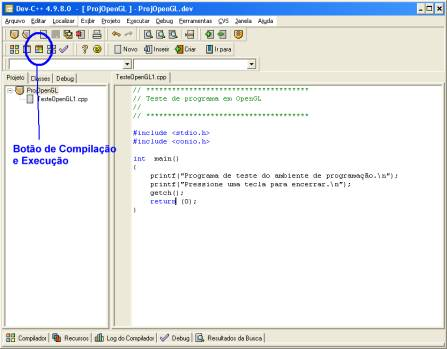 Dev-C++ 4.9.8.0 - [ ProjOpenGL ] - ProjOpenGL.dev
Arquivo Editar Localizar Exibir Projeto Executar Debug Ferramentas CVS Janela Ajuda
Novo Inserir Criar Ir para
Projeto Classes Debug
TesteOpenGL1.cpp
ProjOpenGL
TesteOpenGL1.cpp
Botão de Compilação
e Execução
// **************************************
// Teste de programa em OpenGL
//
// **************************************
#include <stdio.h>
#include <conio.h>
int main()
{
printf("Programa de teste do ambiente de programação.\n");
printf("Pressione uma tecla para encerrar.\n");
getch();
return (0);
}
Compilador Recursos Log do Compilador Debug Resultados da Busca